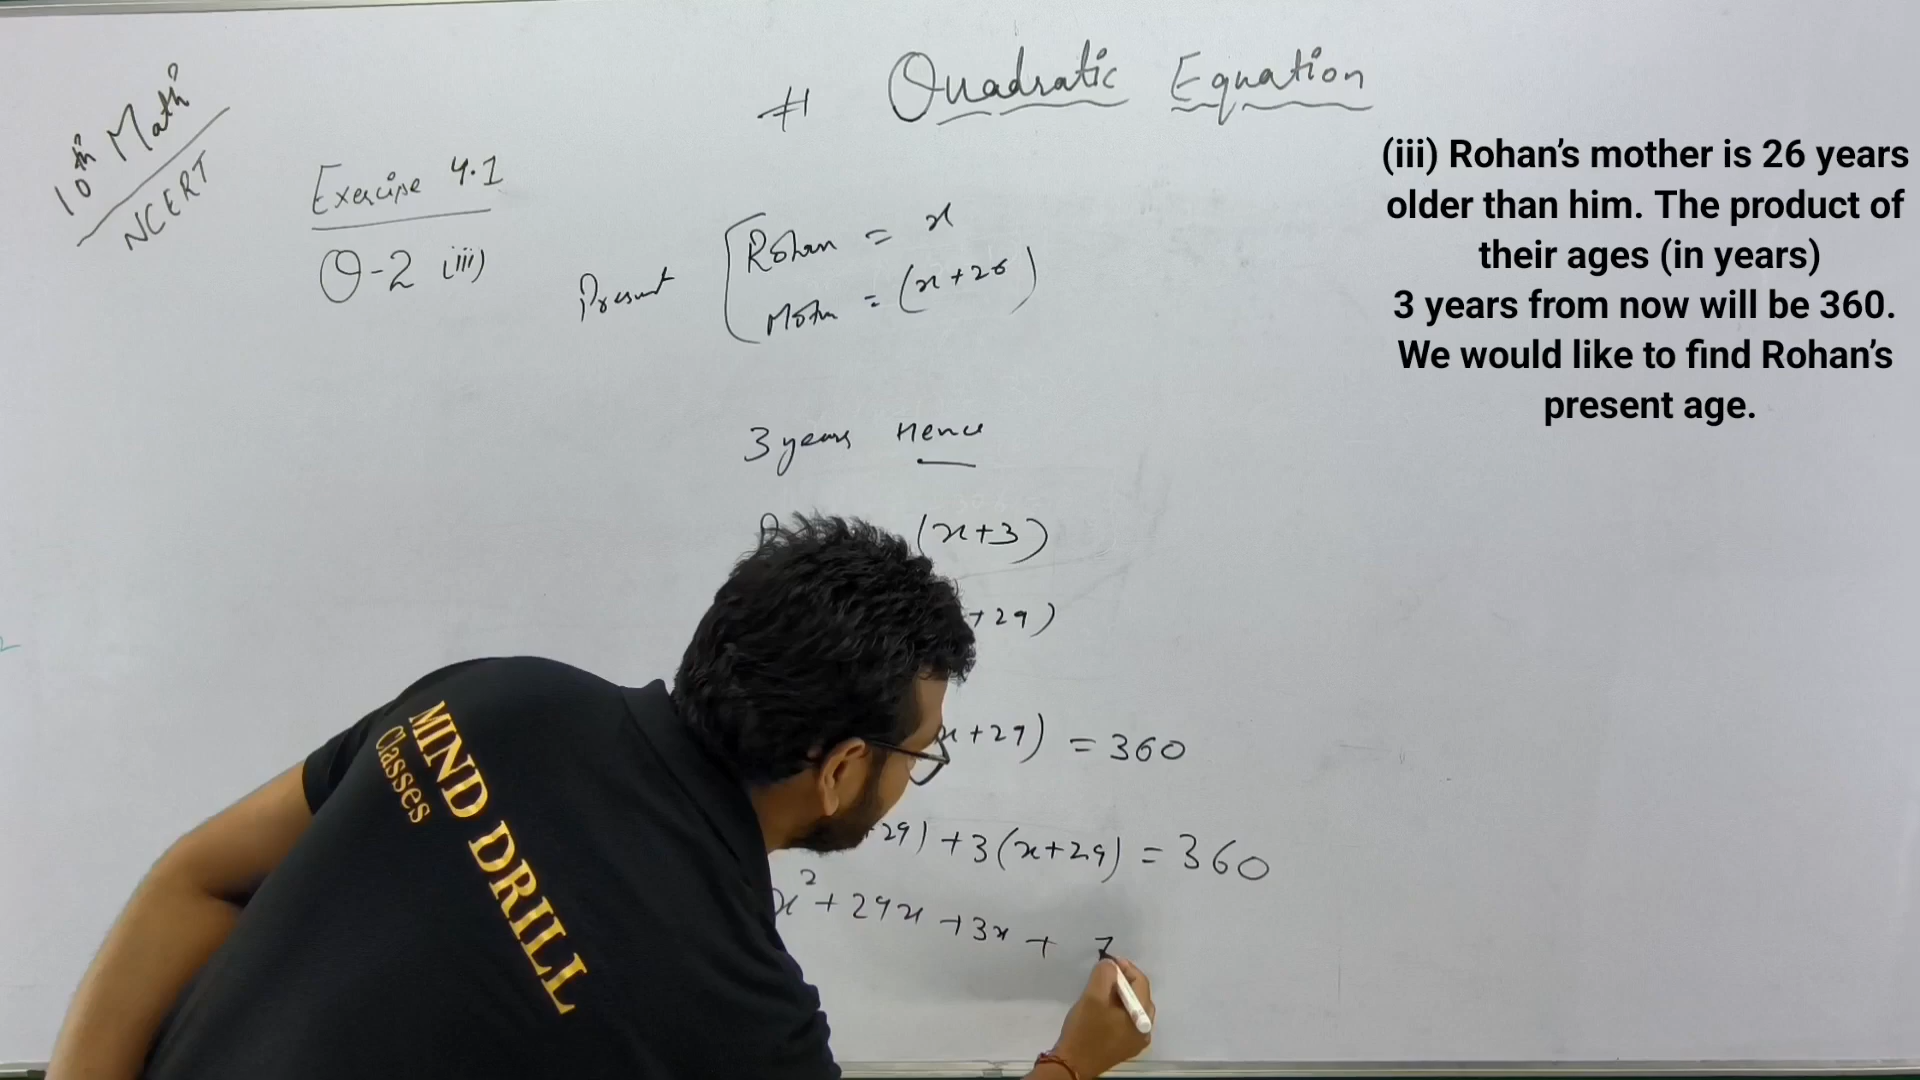 # Quadratic Equation
10th Math
NCERT
Exercise 4.1
Q-2 (iii)
Present
Rohan = x
Mothr = (x+26)
(iii) Rohan's mother is 26 years
older than him. The product of
their ages (in years)
3 years from now will be 360.
We would like to find Rohan's
present age.
3 years Hence
(x+3)
+29)
x+29) = 360
+29) +3(x+29) = 360
x² + 29x +3x + 7
MIND DRILL
Classes